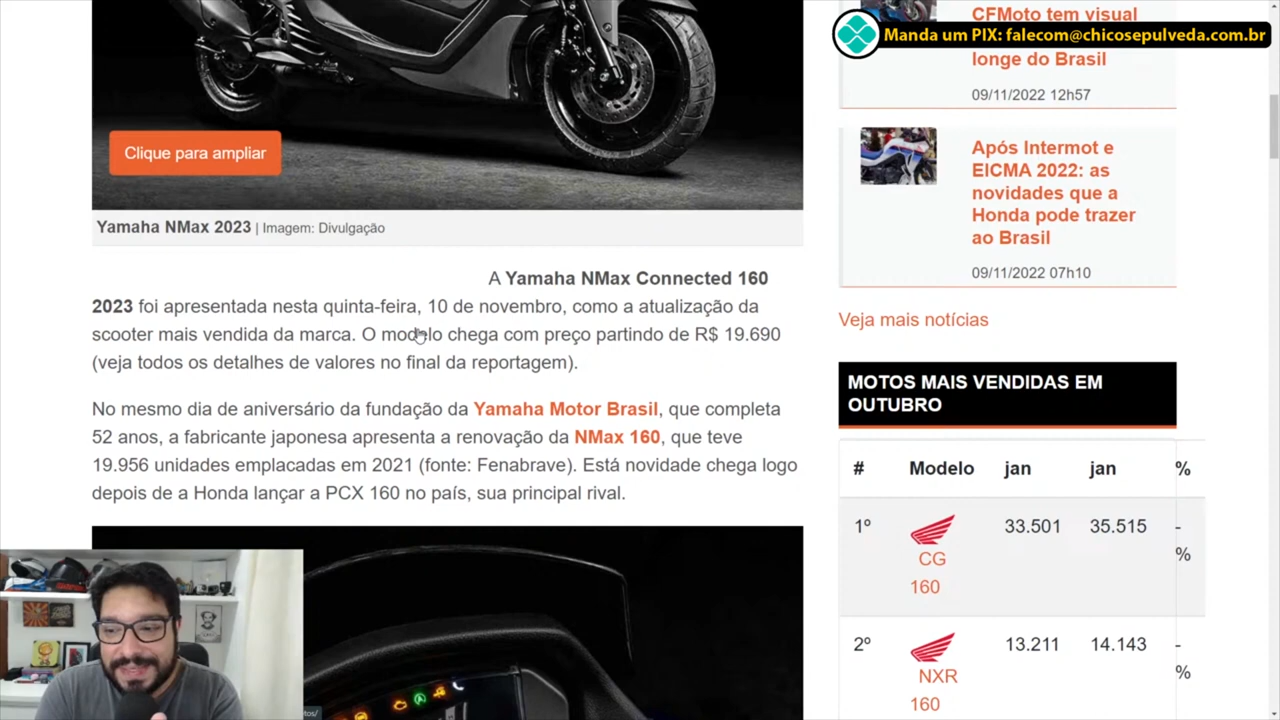 CFMoto tem visual
Manda um PIX: falecom@chicosepulveda.com.br
longe do Brasil
09/11/2022 12h57
Clique para ampliar
Após Intermot e
EICMA 2022: as
novidades que a
Honda pode trazer
ao Brasil
09/11/2022 07h10
Yamaha NMax 2023 | Imagem: Divulgação
A Yamaha NMax Connected 160
2023 foi apresentada nesta quinta-feira, 10 de novembro, como a atualização da
scooter mais vendida da marca. O modelo chega com preço partindo de R$ 19.690
(veja todos os detalhes de valores no final da reportagem).
Veja mais notícias
No mesmo dia de aniversário da fundação da Yamaha Motor Brasil, que completa
52 anos, a fabricante japonesa apresenta a renovação da NMax 160, que teve
19.956 unidades emplacadas em 2021 (fonte: Fenabrave). Está novidade chega logo
depois de a Honda lançar a PCX 160 no país, sua principal rival.
MOTOS MAIS VENDIDAS EM
OUTUBRO
# Modelo jan jan %
1º CG 160 33.501 35.515 -%
2º NXR 160 13.211 14.143 -%